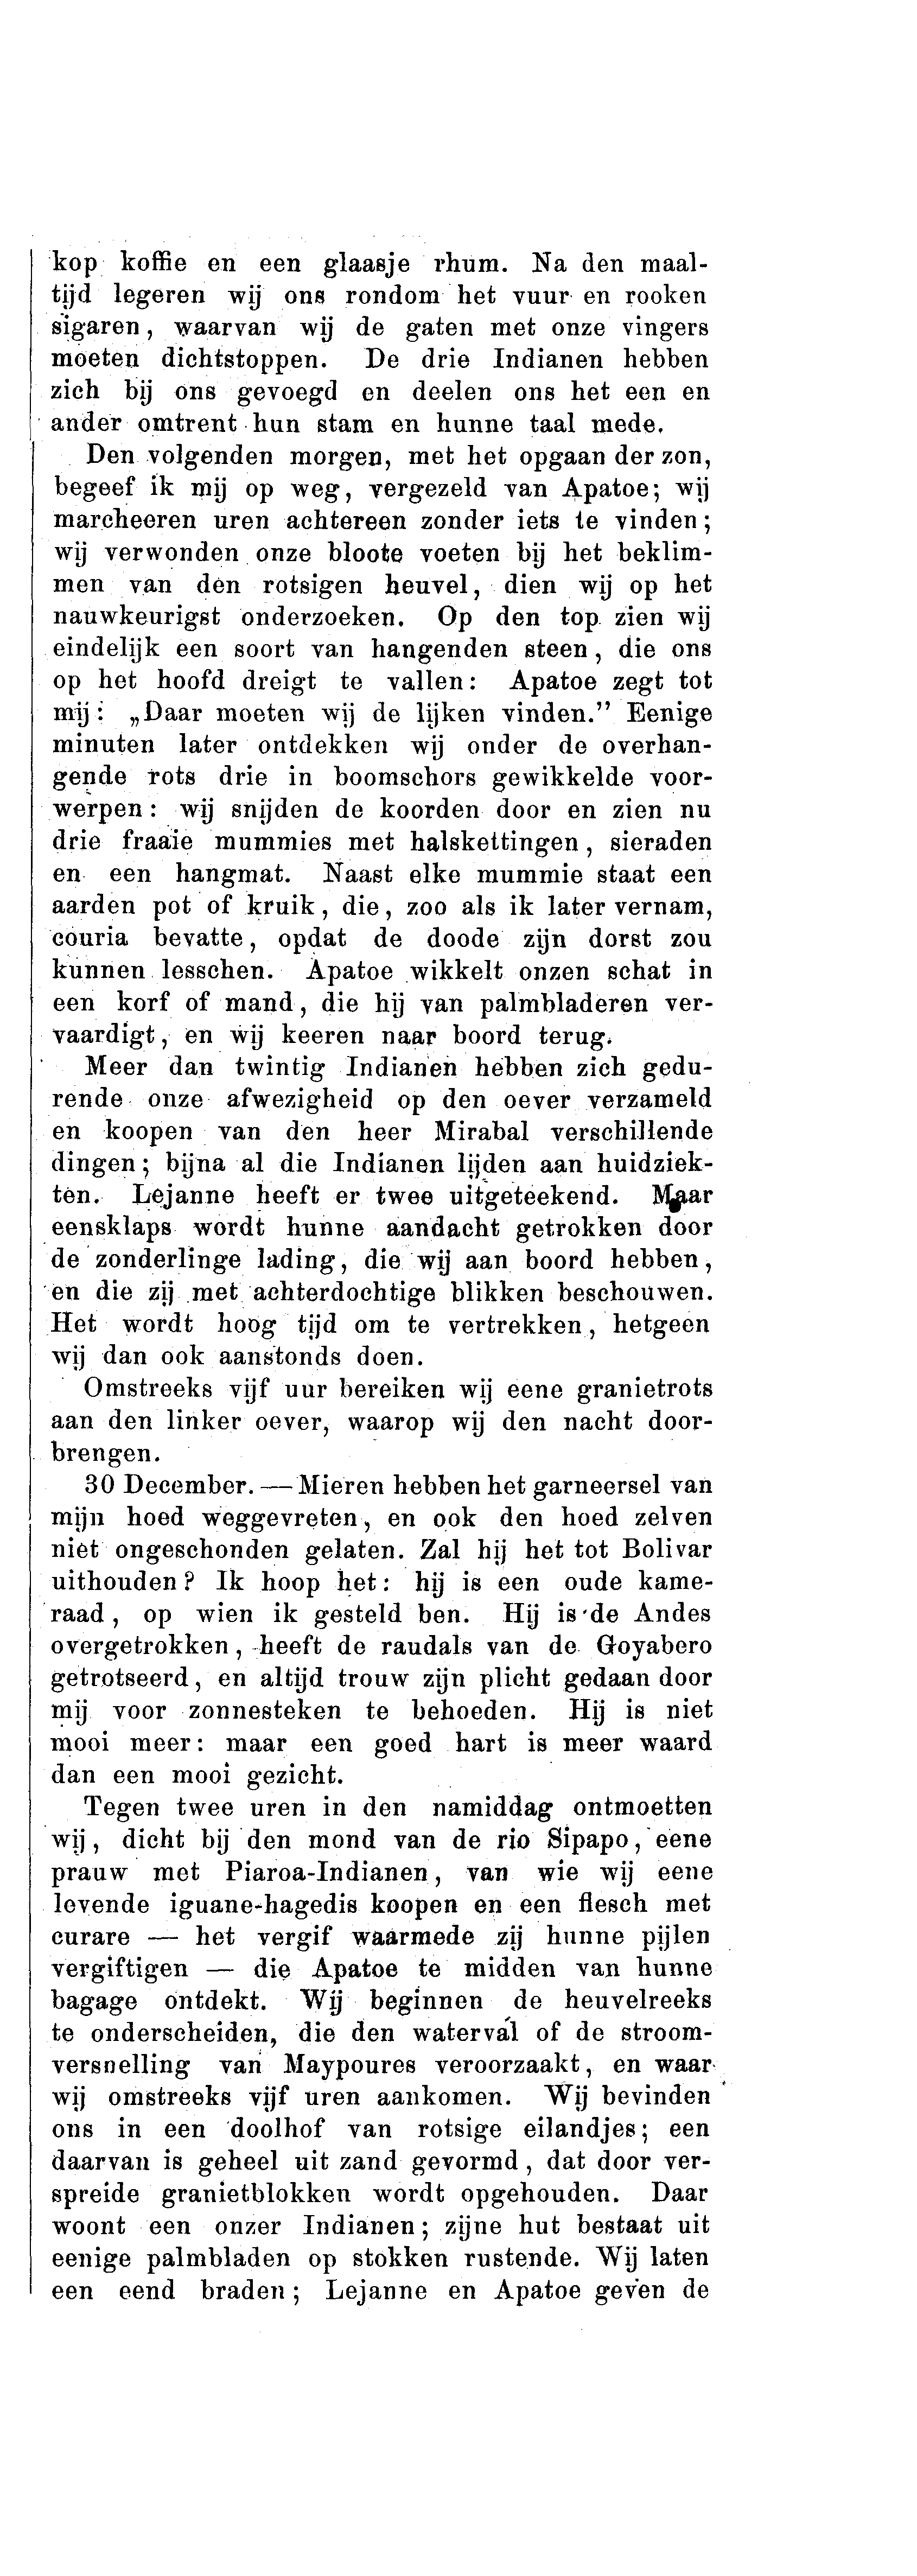 kop koffie en een glaasje rhum. Na den maal-
tijd legeren wij ons rondom het vuur en rooken
sigaren, waarvan wij de gaten met onze vingers
moeten dichtstoppen. De drie Indianen hebben
zich bij ons gevoegd en deelen ons het een en
ander omtrent hun stam en hunne taal mede.
Den volgenden morgen, met het opgaan der zon,
begeef ik mij op weg, vergezeld van Apatoe; wij
marcheeren uren achtereen zonder iets te vinden;
wij verwonden onze bloote voeten bij het beklim-
men van den rotsigen heuvel, dien wij op het
nauwkeurigst onderzoeken. Op den top zien wij
eindelijk een soort van hangenden steen, die ons
op het hoofd dreigt te vallen: Apatoe zegt tot
mij: „Daar moeten wij de lijken vinden.” Eenige
minuten later ontdekken wij onder de overhan-
gende rots drie in boomschors gewikkelde voor-
werpen: wij snijden de koorden door en zien nu
drie fraaie mummies met halskettingen, sieraden
en een hangmat. Naast elke mummie staat een
aarden pot of kruik, die, zoo als ik later vernam,
couria bevatte, opdat de doode zijn dorst zou
kunnen lesschen. Apatoe wikkelt onzen schat in
een korf of mand, die hij van palmbladeren ver-
vaardigt, en wij keeren naar boord terug.
Meer dan twintig Indianen hebben zich gedu-
rende onze afwezigheid op den oever verzameld
en koopen van den heer Mirabal verschillende
dingen; bijna al die Indianen lijden aan huidziek-
ten. Lejanne heeft er twee uitgeteekend. Maar
eensklaps wordt hunne aandacht getrokken door
de zonderlinge lading, die wij aan boord hebben,
en die zij met achterdochtige blikken beschouwen.
Het wordt hoog tijd om te vertrekken, hetgeen
wij dan ook aanstonds doen.
Omstreeks vijf uur bereiken wij eene granietrots
aan den linker oever, waarop wij den nacht door-
brengen.
30 December. — Mieren hebben het garneersel van
mijn hoed weggevreten, en ook den hoed zelven
niet ongeschonden gelaten. Zal hij het tot Bolivar
uithouden? Ik hoop het: hij is een oude kame-
raad, op wien ik gesteld ben. Hij is de Andes
overgetrokken, heeft de raudals van de Goyabero
getrotseerd, en altijd trouw zijn plicht gedaan door
mij voor zonnesteken te behoeden. Hij is niet
mooi meer: maar een goed hart is meer waard
dan een mooi gezicht.
Tegen twee uren in den namiddag ontmoetten
wij, dicht bij den mond van de rio Sipapo, eene
prauw met Piaroa-Indianen, van wie wij eene
levende iguane-hagedis koopen en een flesch met
curare — het vergif waarmede zij hunne pijlen
vergiftigen — die Apatoe te midden van hunne
bagage ontdekt. Wij beginnen de heuvelreeks
te onderscheiden, die den waterval of de stroom-
versnelling van Maypoures veroorzaakt, en waar
wij omstreeks vijf uren aankomen. Wij bevinden
ons in een doolhof van rotsige eilandjes; een
daarvan is geheel uit zand gevormd, dat door ver-
spreide granietblokken wordt opgehouden. Daar
woont een onzer Indianen; zijne hut bestaat uit
eenige palmbladen op stokken rustende. Wij laten
een eend braden; Lejanne en Apatoe geven de